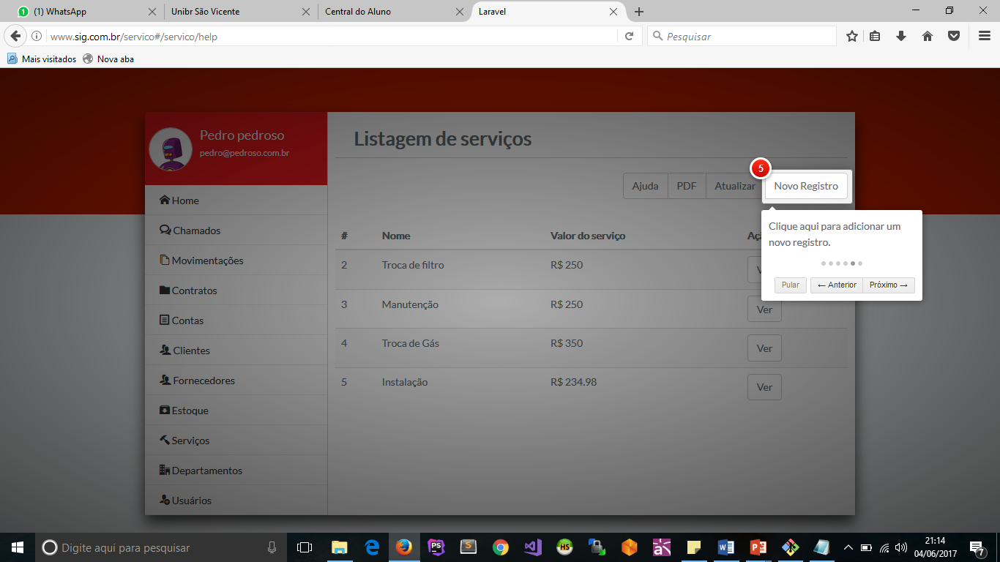 (1) WhatsApp
Unibr São Vicente
Central do Aluno
Laravel
www.sig.com.br/servico#/servico/help
Pesquisar
Mais visitados
Nova aba
Pedro pedroso
pedro@pedroso.com.br
Home
Chamados
Movimentações
Contratos
Contas
Clientes
Fornecedores
Estoque
Serviços
Departamentos
Usuários
Listagem de serviços
Ajuda PDF Atualizar Novo Registro
5
Clique aqui para adicionar um
novo registro.
Pular ← Anterior Próximo →
# Nome Valor do serviço
2 Troca de filtro R$ 250
3 Manutenção R$ 250 Ver
4 Troca de Gás R$ 350 Ver
5 Instalação R$ 234.98 Ver
Digite aqui para pesquisar
21:14
04/06/2017
7